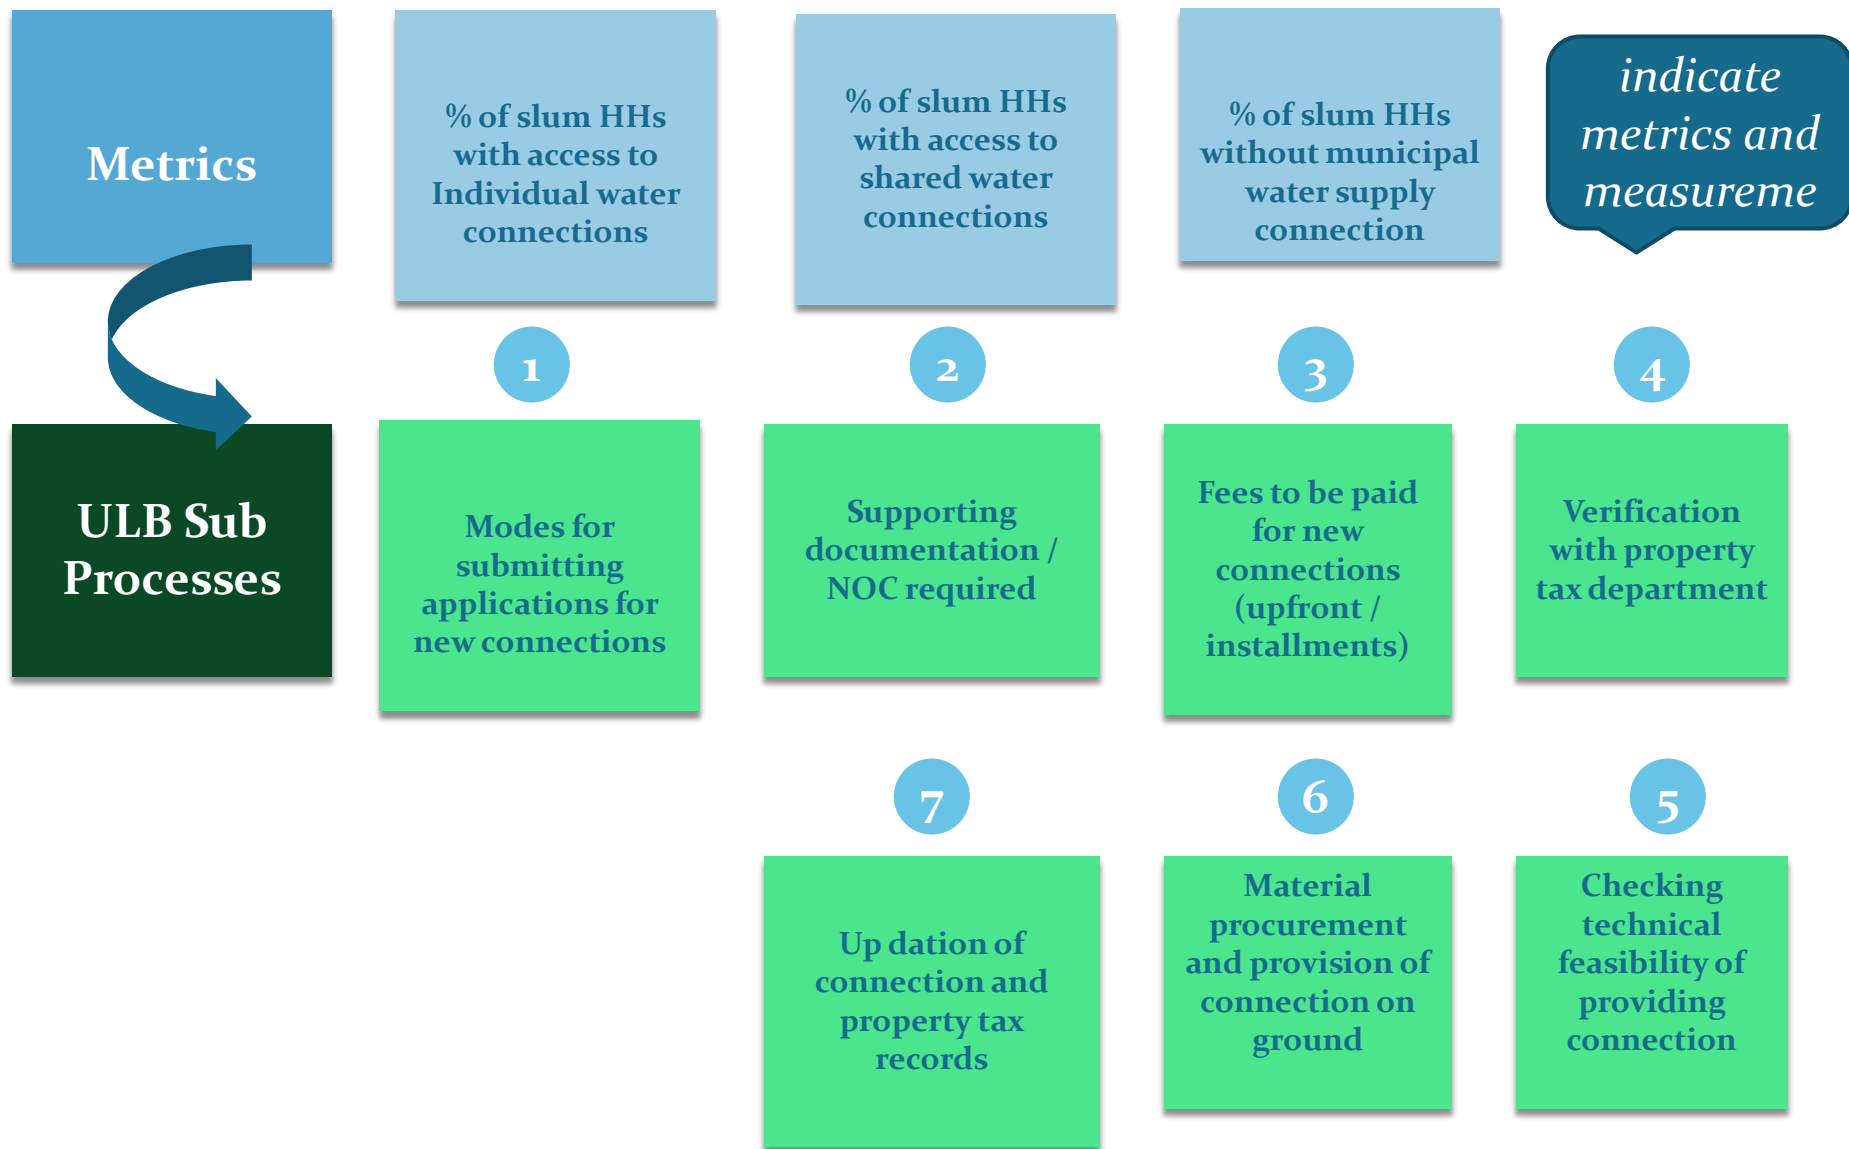 Metrics
% of slum HHs
with access to
Individual water
connections
% of slum HHs
with access to
shared water
connections
% of slum HHs
without municipal
water supply
connection
indicate
metrics and
measureme
1
2
3
4
ULB Sub
Processes
Modes for
submitting
applications for
new connections
Supporting
documentation /
NOC required
Fees to be paid
for new
connections
(upfront /
installments)
Verification
with property
tax department
7
6
5
Up dation of
connection and
property tax
records
Material
procurement
and provision of
connection on
ground
Checking
technical
feasibility of
providing
connection